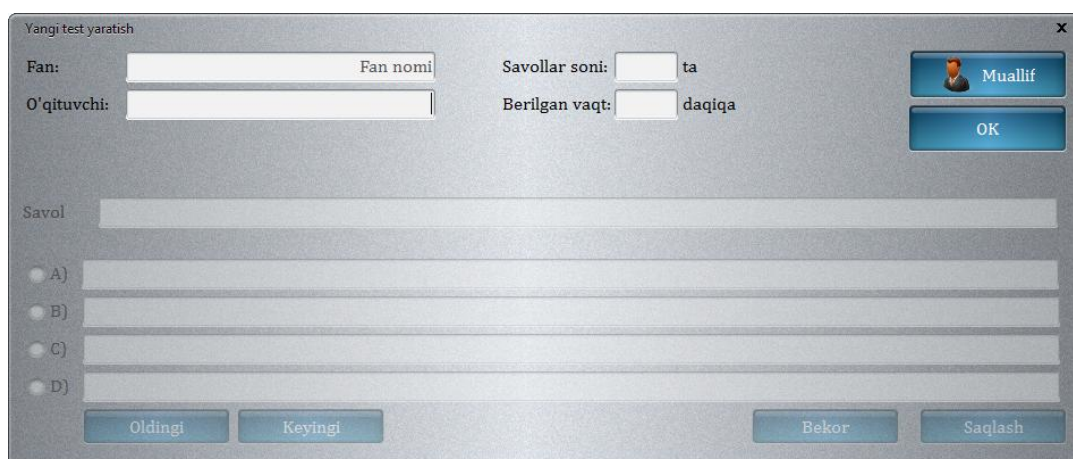 Yangi test yaratish x
Fan: Fan nomi Savollar soni: ta Muallif
O'qituvchi: Berilgan vaqt: daqiqa OK
Savol
A)
B)
C)
D)
Oldingi Keyingi Bekor Saqlash